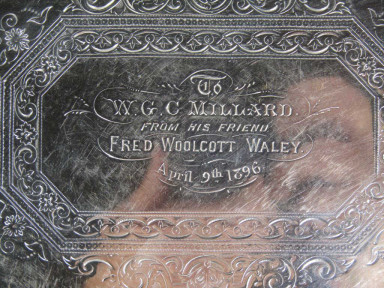 To
W. G. C. MILLARD.
FROM HIS FRIEND
FRED WOOLCOTT WALEY.
April 9th 1896